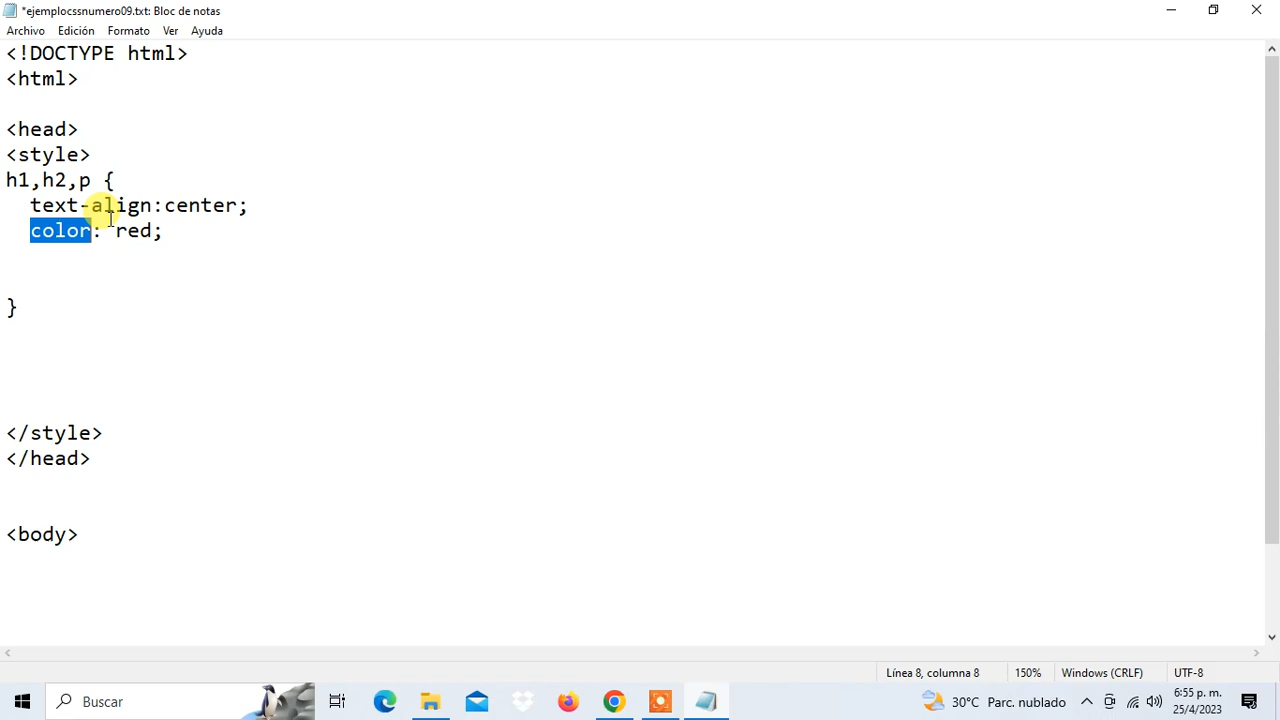 *ejemplocssnumero09.txt: Bloc de notas
Archivo Edición Formato Ver Ayuda
<!DOCTYPE html>
<html>
<head>
<style>
h1,h2,p {
text-align:center;
color: red;
}
</style>
</head>
<body>
Línea 8, columna 8 150% Windows (CRLF) UTF-8
Buscar 30°C Parc. nublado 6:55 p. m.
25/4/2023